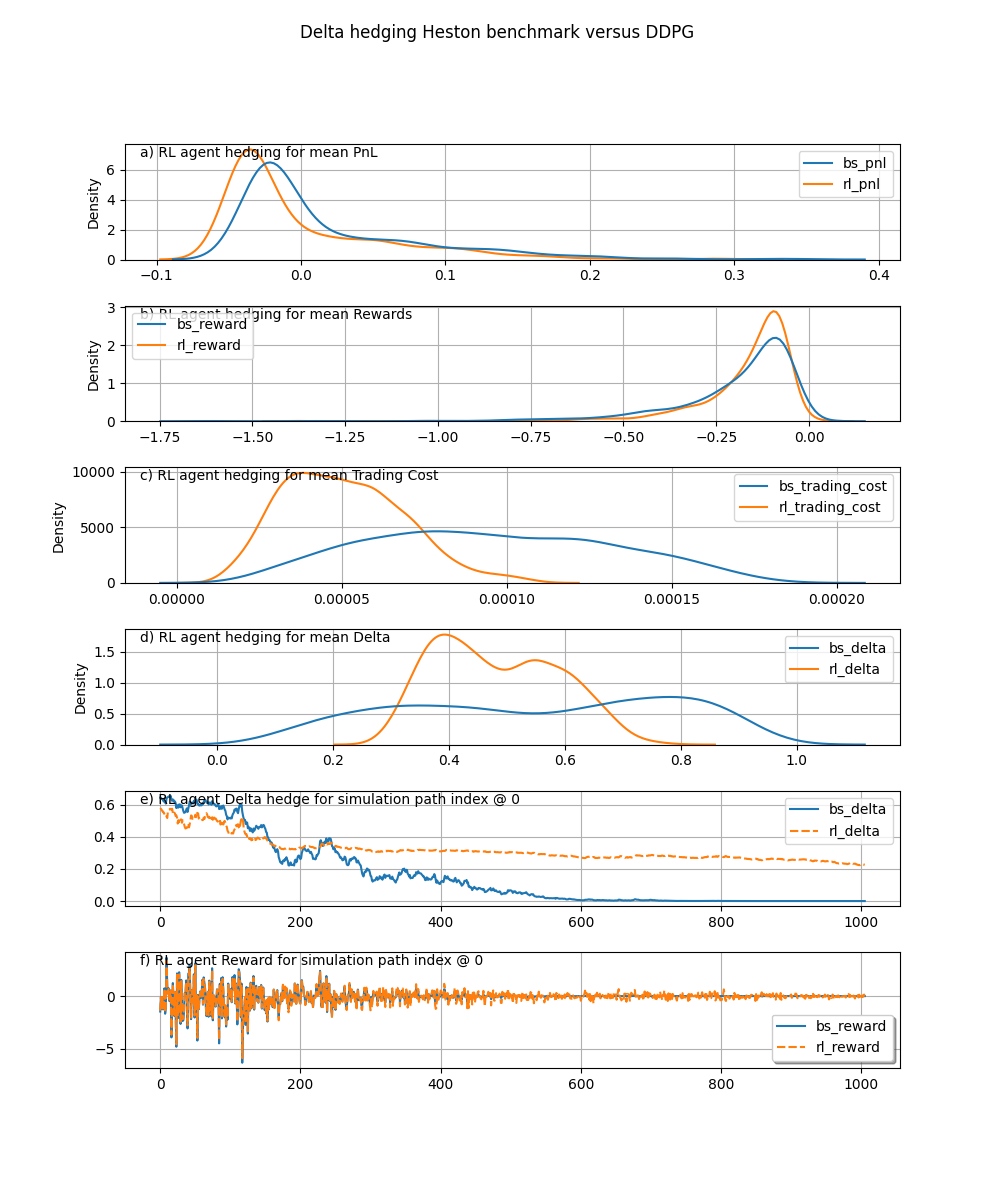 Delta hedging Heston benchmark versus DDPG
a) RL agent hedging for mean PnL
bs_pnl
rl_pnl
Density
6
4
2
0
−0.1
0.0
0.1
0.2
0.3
0.4
b) RL agent hedging for mean Rewards
bs_reward
rl_reward
Density
3
2
1
0
−1.75
−1.50
−1.25
−1.00
−0.75
−0.50
−0.25
0.00
c) RL agent hedging for mean Trading Cost
bs_trading_cost
rl_trading_cost
Density
10000
5000
0
0.00000
0.00005
0.00010
0.00015
0.00020
d) RL agent hedging for mean Delta
bs_delta
rl_delta
Density
1.5
1.0
0.5
0.0
0.0
0.2
0.4
0.6
0.8
1.0
e) RL agent Delta hedge for simulation path index @ 0
bs_delta
rl_delta
0.6
0.4
0.2
0.0
0
200
400
600
800
1000
f) RL agent Reward for simulation path index @ 0
0
−5
bs_reward
rl_reward
0
200
400
600
800
1000